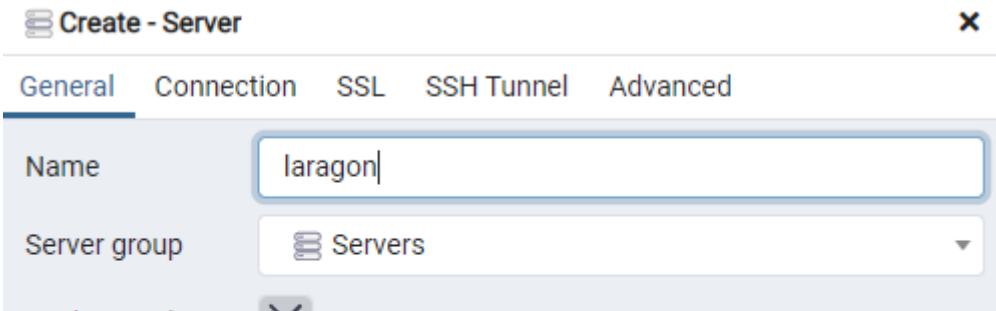 Create - Server
General Connection SSL SSH Tunnel Advanced
Name laragon
Server group Servers